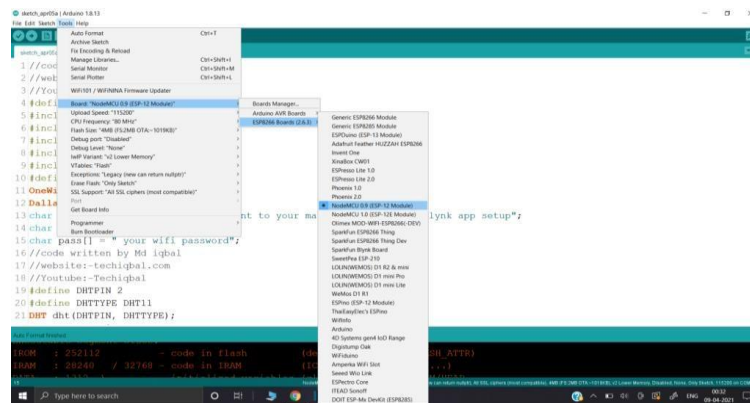 sketch_apr05a | Arduino 1.8.13
File Edit Sketch Tools Help
Auto Format Ctrl+T
Archive Sketch
Fix Encoding & Reload
Manage Libraries... Ctrl+Shift+I
Serial Monitor Ctrl+Shift+M
Serial Plotter Ctrl+Shift+L
WiFi101 / WiFiNINA Firmware Updater
Board: "NodeMCU 0.9 (ESP-12 Module)"
Upload Speed: "115200"
CPU Frequency: "80 MHz"
Flash Size: "4MB (FS:2MB OTA:~1019KB)"
Debug port: "Disabled"
Debug Level: "None"
lwIP Variant: "v2 Lower Memory"
VTables: "Flash"
Exceptions: "Legacy (new can return nullptr)"
Erase Flash: "Only Sketch"
SSL Support: "All SSL ciphers (most compatible)"
Port
Get Board Info
Programmer
Burn Bootloader
Boards Manager...
Arduino AVR Boards
ESP8266 Boards (2.6.3)
Generic ESP8266 Module
Generic ESP8285 Module
ESPDuino (ESP-13 Module)
Adafruit Feather HUZZAH ESP8266
Invent One
XinaBox CW01
ESPresso Lite 1.0
ESPresso Lite 2.0
Phoenix 1.0
Phoenix 2.0
NodeMCU 0.9 (ESP-12 Module)
NodeMCU 1.0 (ESP-12E Module)
Olimex MOD-WIFI-ESP8266(-DEV)
SparkFun ESP8266 Thing
SparkFun ESP8266 Thing Dev
SparkFun Blynk Board
SweetPea ESP-210
LOLIN(WEMOS) D1 R2 & mini
LOLIN(WEMOS) D1 mini Pro
LOLIN(WEMOS) D1 mini Lite
WeMos D1 R1
ESPino (ESP-12 Module)
ThaiEasyElec's ESPino
WifInfo
Arduino
4D Systems gen4 IoD Range
Digistump Oak
WiFiduino
Amperka WiFi Slot
Seeed Wio Link
ESPectro Core
ITEAD Sonoff
DOIT ESP-Mx DevKit (ESP8285)
1 //cod
2 //web
3 //You
4 #defi
5 #incl
6 #incl
7 #incl
8 #incl
9 #incl
10 #defi
11 OneWi
12 Dalla
13 char nt to your ma lynk app setup";
14 char
15 char pass[] = " your wifi password";
16 //code written by Md iqbal
17 //website:-techiqbal.com
18 //Youtube:-Techiqbal
19 #define DHTPIN 2
20 #define DHTTYPE DHT11
21 DHT dht(DHTPIN, DHTTYPE);
Auto Format finished
IROM : 252112 - code in flash SH_ATTR)
IRAM : 28240 / 32768 - code in IRAM
Type here to search
ENG
00:32
09-04-2021